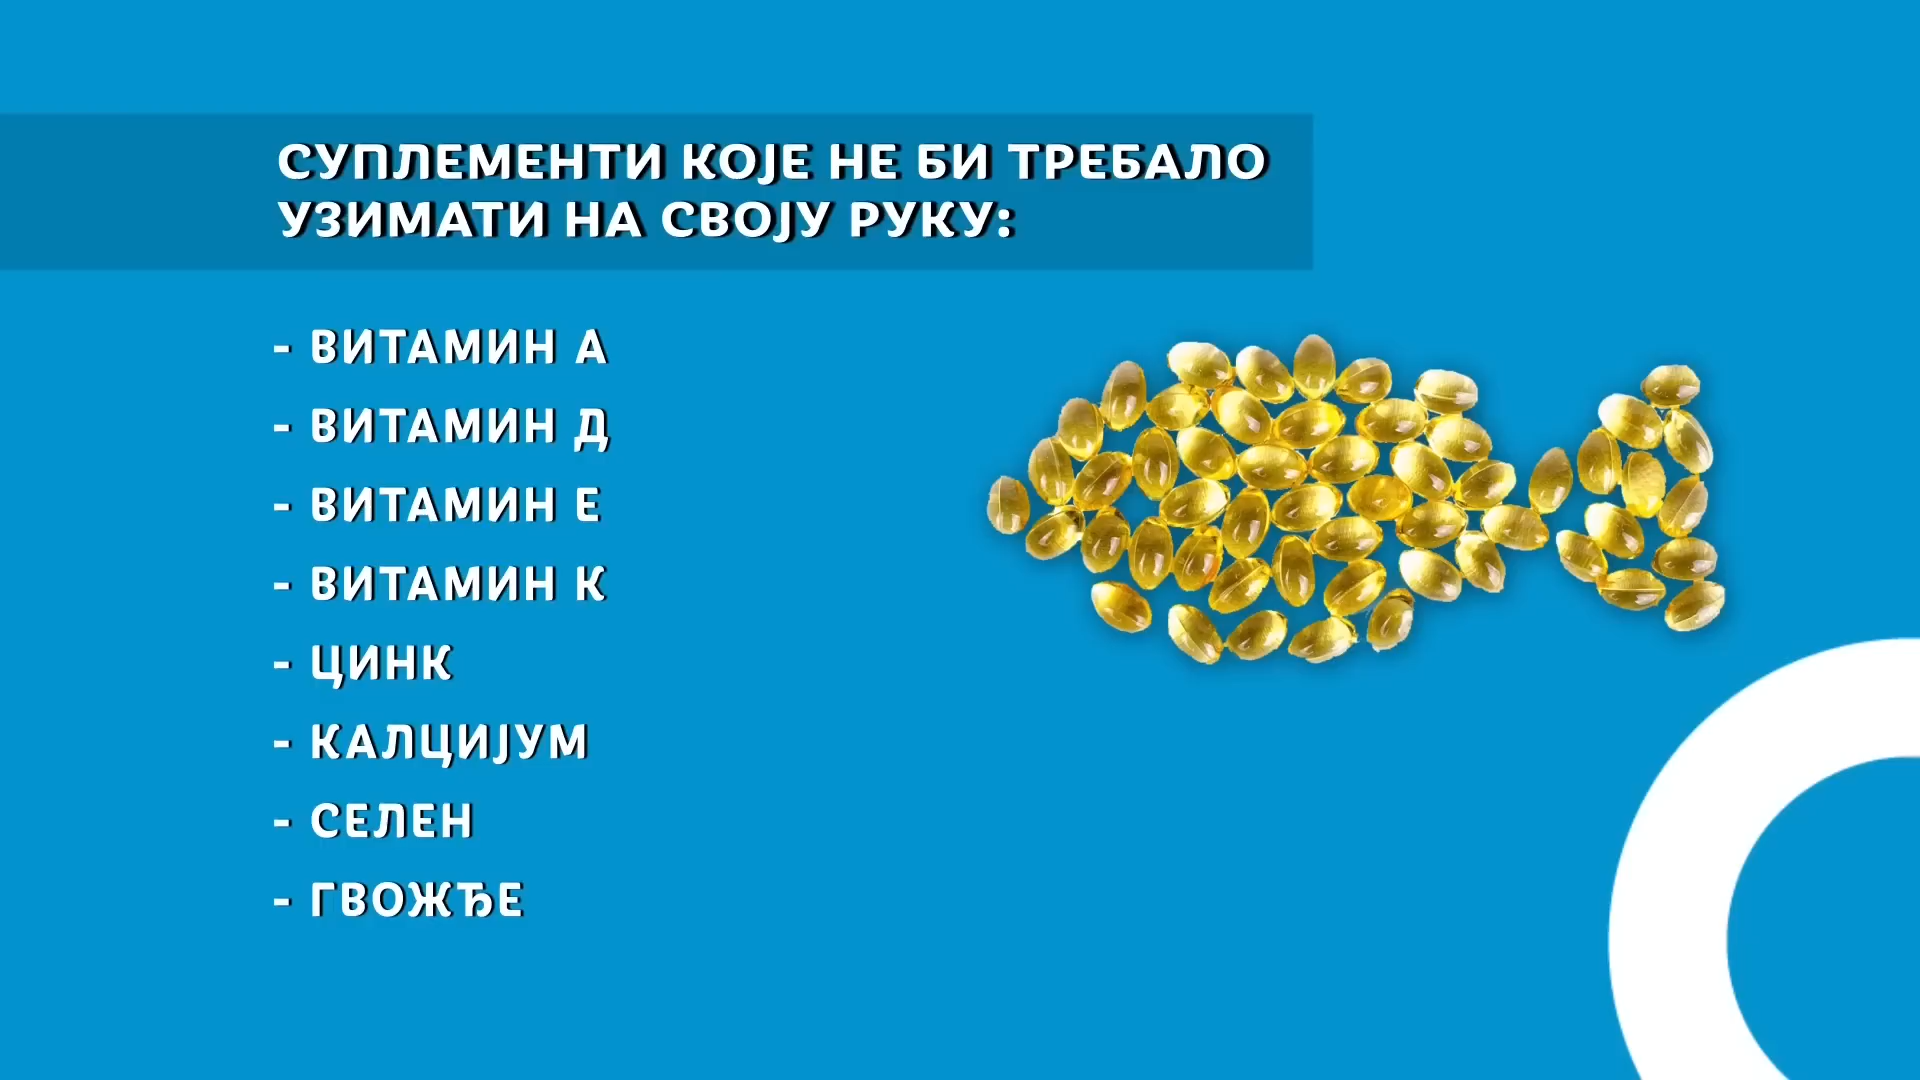 СУПЛЕМЕНТИ КОЈЕ НЕ БИ ТРЕБАЛО
УЗИМАТИ НА СВОЈУ РУКУ:
- ВИТАМИН А
- ВИТАМИН Д
- ВИТАМИН Е
- ВИТАМИН К
- ЦИНК
- КАЛЦИЈУМ
- СЕЛЕН
- ГВОЖЂЕ